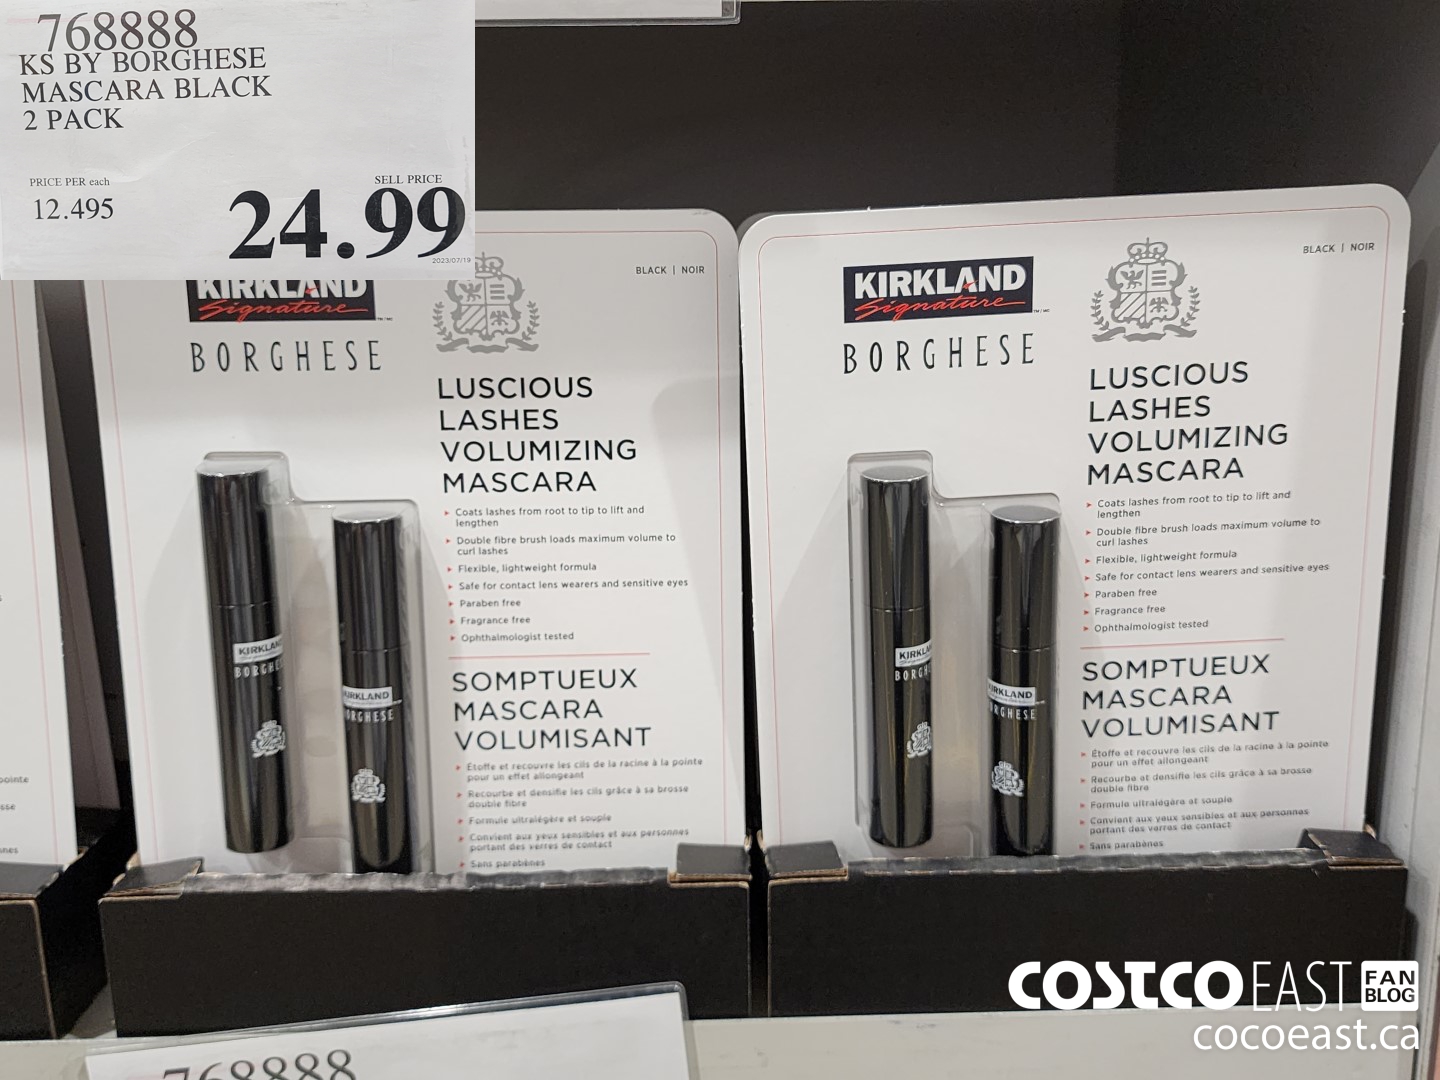 768888
KS BY BORGHESE
MASCARA BLACK
2 PACK
PRICE PER each
12.495
SELL PRICE
24.99
2023/07/19
KIRKLAND
Signature
TM/MC
BORGHESE
BLACK | NOIR
LUSCIOUS
LASHES
VOLUMIZING
MASCARA
Coats lashes from root to tip to lift and
lengthen
Double fibre brush loads maximum volume to
curl lashes
Flexible, lightweight formula
Safe for contact lens wearers and sensitive eyes
Paraben free
Fragrance free
Ophthalmologist tested
SOMPTUEUX
MASCARA
VOLUMISANT
Étoffe et recouvre les cils de la racine à la pointe
pour un effet allongeant
Recourbe et densifie les cils grâce à sa brosse
double fibre
Formule ultralégère et souple
Convient aux yeux sensibles et aux personnes
portant des verres de contact
Sans parabènes
KIRKLAND
BORGHESE
KIRKLAND
Signature
TM/MC
BORGHESE
BLACK | NOIR
LUSCIOUS
LASHES
VOLUMIZING
MASCARA
Coats lashes from root to tip to lift and
lengthen
Double fibre brush loads maximum volume to
curl lashes
Flexible, lightweight formula
Safe for contact lens wearers and sensitive eyes
Paraben free
Fragrance free
Ophthalmologist tested
SOMPTUEUX
MASCARA
VOLUMISANT
Étoffe et recouvre les cils de la racine à la pointe
pour un effet allongeant
Recourbe et densifie les cils grâce à sa brosse
double fibre
Formule ultralégère et souple
Convient aux yeux sensibles et aux personnes
portant des verres de contact
Sans parabènes
KIRKLAND
768888
COSTCO EAST FAN BLOG
cocoeast.ca